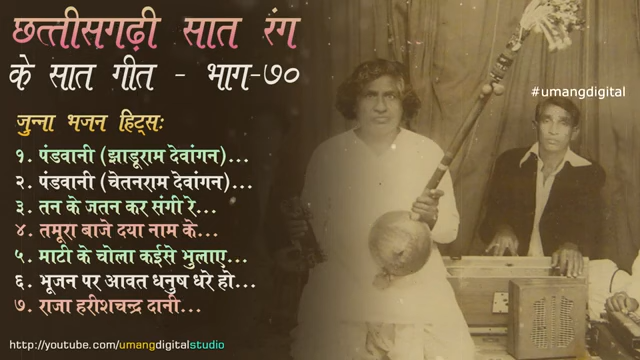 छत्तीसगढ़ी सात रंग
के सात गीत - भाग-७०
#umangdigital
जुन्ना भजन हिट्सः
१. पंडवानी (झाडूराम देवांगन)...
२. पंडवानी (चेतनराम देवांगन)...
३. तन के जतन कर संगी रे...
४. तमूरा बाजे दया नाम के...
५. माटी के चोला कईसे भुलाए...
६. भूजन पर आवत धनुष धरे हो...
७. राजा हरीशचन्द्र दानी...
http://youtube.com/umangdigitalstudio